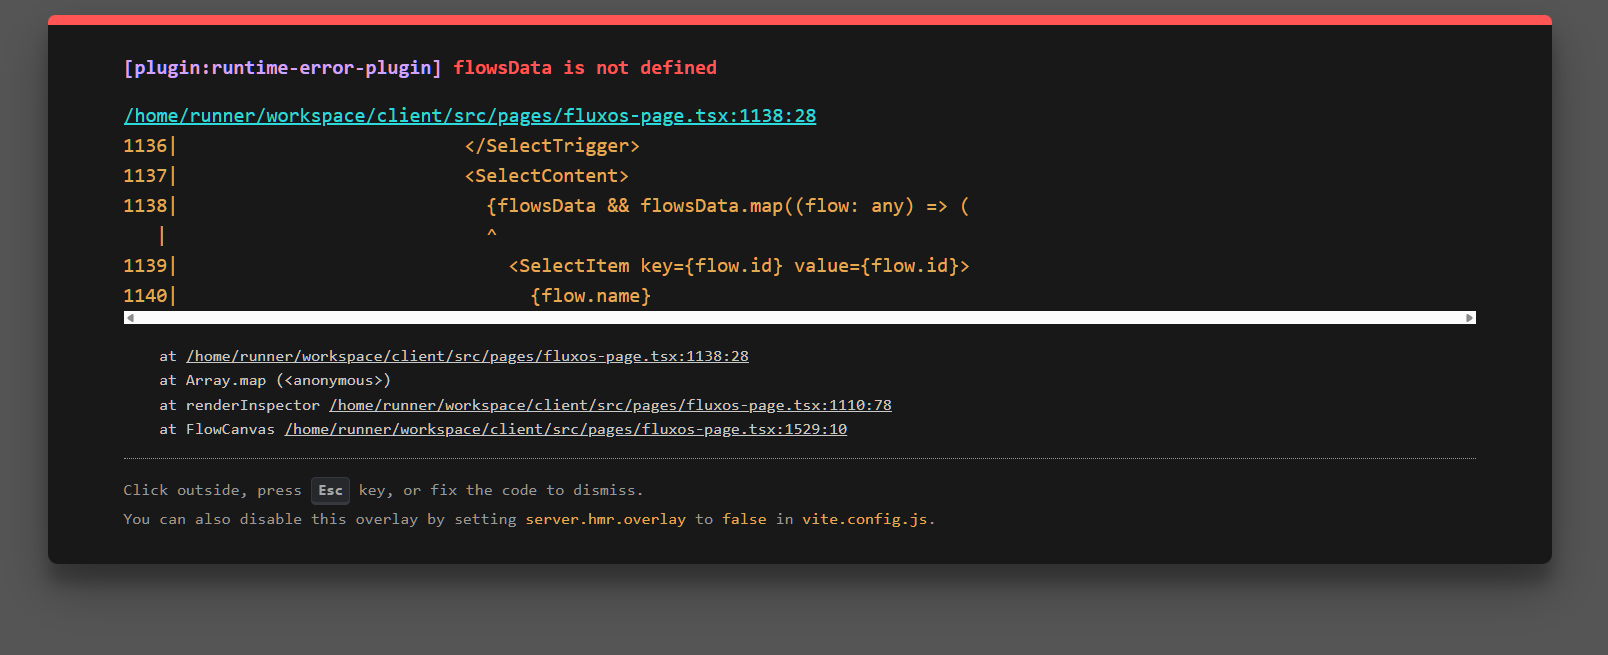 [plugin:runtime-error-plugin] flowsData is not defined
/home/runner/workspace/client/src/pages/fluxos-page.tsx:1138:28
1136|                          </SelectTrigger>
1137|                          <SelectContent>
1138|                            {flowsData && flowsData.map((flow: any) => (
   |                             ^
1139|                              <SelectItem key={flow.id} value={flow.id}>
1140|                                {flow.name}
at /home/runner/workspace/client/src/pages/fluxos-page.tsx:1138:28
at Array.map (<anonymous>)
at renderInspector /home/runner/workspace/client/src/pages/fluxos-page.tsx:1110:78
at FlowCanvas /home/runner/workspace/client/src/pages/fluxos-page.tsx:1529:10
Click outside, press Esc key, or fix the code to dismiss.
You can also disable this overlay by setting server.hmr.overlay to false in vite.config.js.